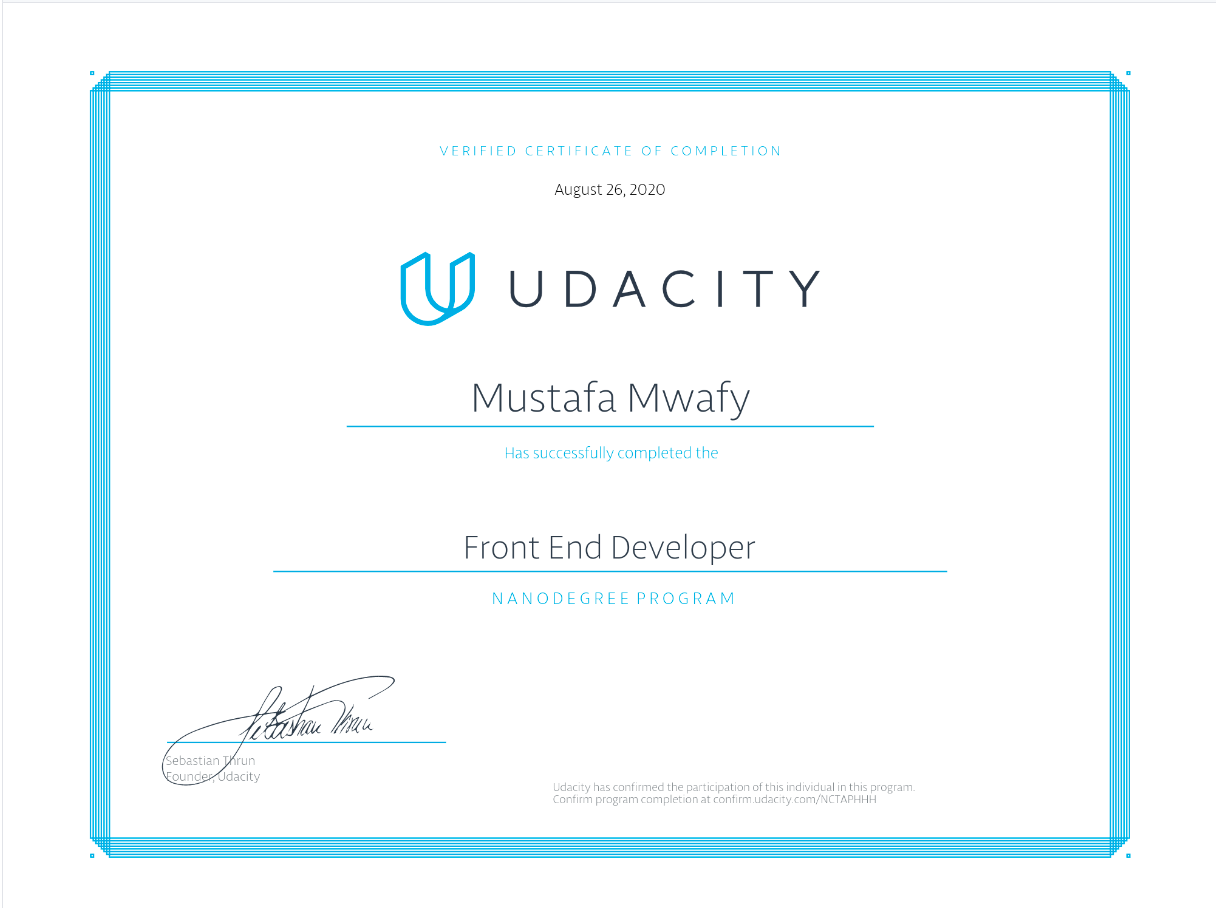 VERIFIED CERTIFICATE OF COMPLETION
August 26, 2020
UDACITY
Mustafa Mwafy
Has successfully completed the
Front End Developer
NANODEGREE PROGRAM
Sebastian Thrun
Sebastian Thrun
Founder, Udacity
Udacity has confirmed the participation of this individual in this program.
Confirm program completion at confirm.udacity.com/NCTAPHHH